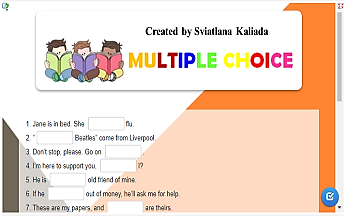 Created by Sviatlana Kaliada
MULTIPLE CHOICE
1. Jane is in bed. She flu.
2. " Beatles" come from Liverpool.
3. Don't stop, please. Go on
4. I'm here to support you, I?
5. He is old friend of mine.
6. If he out of money, he'll ask me for help.
7. These are my papers, and are theirs.